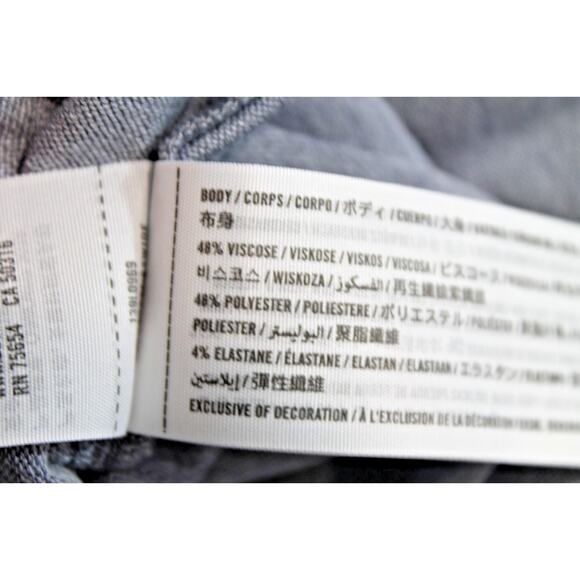 RN 75654 CA 50316
139L0969
BODY / CORPS / CORPO / ボディ / CUERPO / 大身
布身
48% VISCOSE / VISKOSE / VISKOS / VISCOSA / ビスコース
비스코스 / WISKOZA / الفسكوز / 再生纖維素纖維
48% POLYESTER / POLIESTERE / ポリエステル
POLIESTER / البوليستر / 聚脂纖維
4% ELASTANE / ÉLASTANE / ELASTAN / ELASTAIN / エラスタン
إيلاستين / 彈性纖維
EXCLUSIVE OF DECORATION / À L'EXCLUSION DE LA DÉCORATION